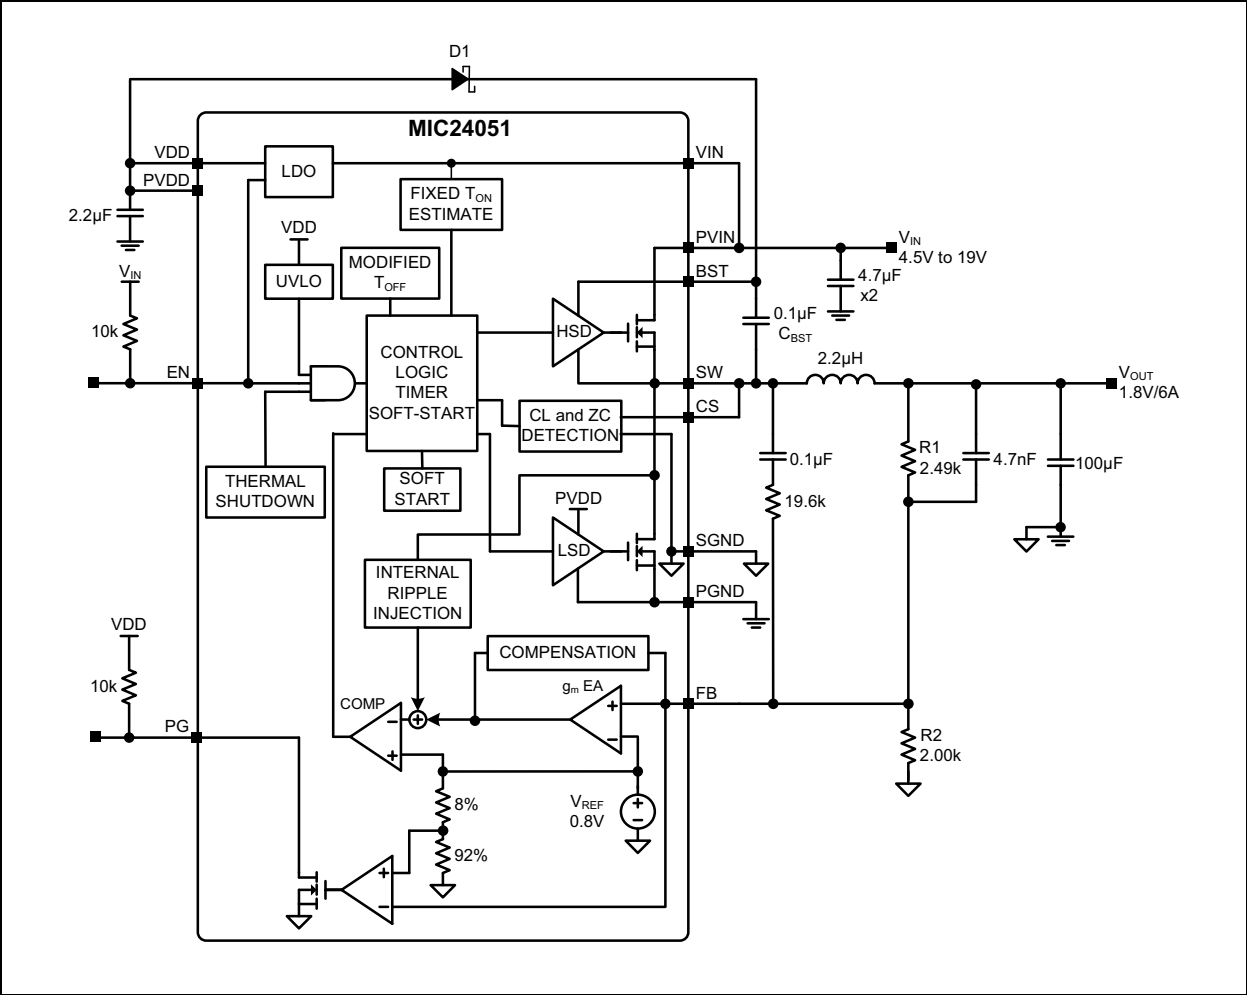 D1
MIC24051
VDD
LDO
VIN
PVDD
FIXED TON
ESTIMATE
2.2µF
VDD
PVIN
VIN
4.5V to 19V
VIN
UVLO
MODIFIED
TOFF
BST
4.7µF
x2
10k
HSD
0.1µF
CBST
CONTROL
LOGIC
TIMER
SOFT-START
2.2µH
EN
SW
VOUT
1.8V/6A
CS
CL and ZC
DETECTION
R1
2.49k
4.7nF
100µF
0.1µF
THERMAL
SHUTDOWN
SOFT
START
PVDD
19.6k
LSD
SGND
INTERNAL
RIPPLE
INJECTION
PGND
VDD
COMPENSATION
10k
gm EA
FB
COMP
+
−
−
+
+
−
PG
R2
2.00k
8%
VREF
0.8V
+
−
92%
+
−